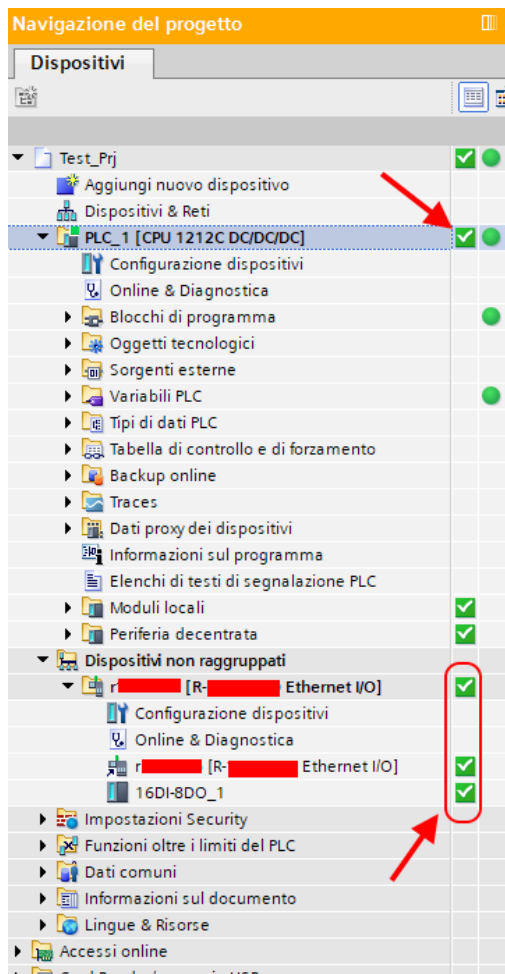 Navigazione del progetto
Dispositivi
Test_Prj
Aggiungi nuovo dispositivo
Dispositivi & Reti
PLC_1 [CPU 1212C DC/DC/DC]
Configurazione dispositivi
Online & Diagnostica
Blocchi di programma
Oggetti tecnologici
Sorgenti esterne
Variabili PLC
Tipi di dati PLC
Tabella di controllo e di forzamento
Backup online
Traces
Dati proxy dei dispositivi
Informazioni sul programma
Elenchi di testi di segnalazione PLC
Moduli locali
Periferia decentrata
Dispositivi non raggruppati
r [R- Ethernet I/O]
Configurazione dispositivi
Online & Diagnostica
r [R- Ethernet I/O]
16DI-8DO_1
Impostazioni Security
Funzioni oltre i limiti del PLC
Dati comuni
Informazioni sul documento
Lingue & Risorse
Accessi online